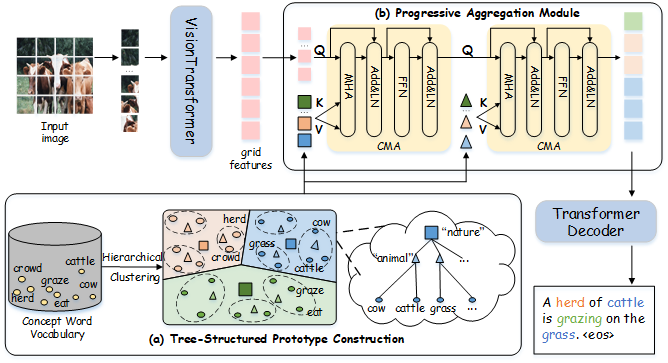 (b) Progressive Aggregation Module
Input
image
...
VisionTransformer
...
grid
features
Q
...
K
V
MHA
Add&LN
FFN
Add&LN
CMA
Q
...
K
V
MHA
Add&LN
FFN
Add&LN
CMA
Transformer
Decoder
A herd of cattle
is grazing on the
grass. <eos>
crowd
cattle
graze
cow
herd
eat
Concept Word
Vocabulary
Hierarchical
Clustering
herd
crowd
cow
grass
cattle
graze
eat
"nature"
"animal"
...
cow
cattle
grass
...
(a) Tree-Structured Prototype Construction